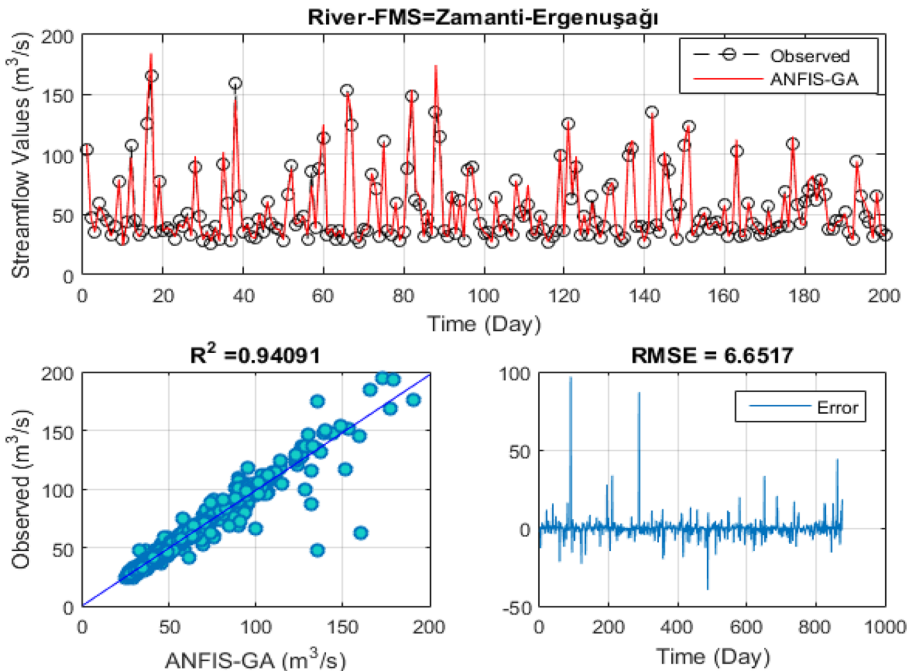 River-FMS=Zamanti-Ergenuşağı
Streamflow Values (m³/s)
200
150
100
50
0
Observed
ANFIS-GA
0 20 40 60 80 100 120 140 160 180 200
Time (Day)
R² =0.94091
Observed (m³/s)
200
150
100
50
0
0 50 100 150 200
ANFIS-GA (m³/s)
RMSE = 6.6517
100
50
0
-50
Error
0 200 400 600 800 1000
Time (Day)